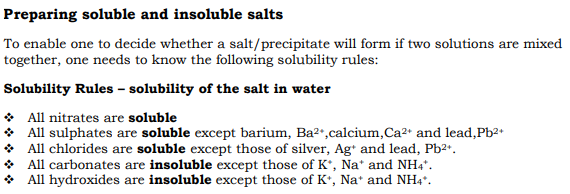 Preparing soluble and insoluble salts
To enable one to decide whether a salt/precipitate will form if two solutions are mixed
together, one needs to know the following solubility rules:
Solubility Rules – solubility of the salt in water
❖ All nitrates are soluble
❖ All sulphates are soluble except barium, Ba²⁺,calcium,Ca²⁺ and lead,Pb²⁺
❖ All chlorides are soluble except those of silver, Ag⁺ and lead, Pb²⁺.
❖ All carbonates are insoluble except those of K⁺, Na⁺ and NH₄⁺.
❖ All hydroxides are insoluble except those of K⁺, Na⁺ and NH₄⁺.